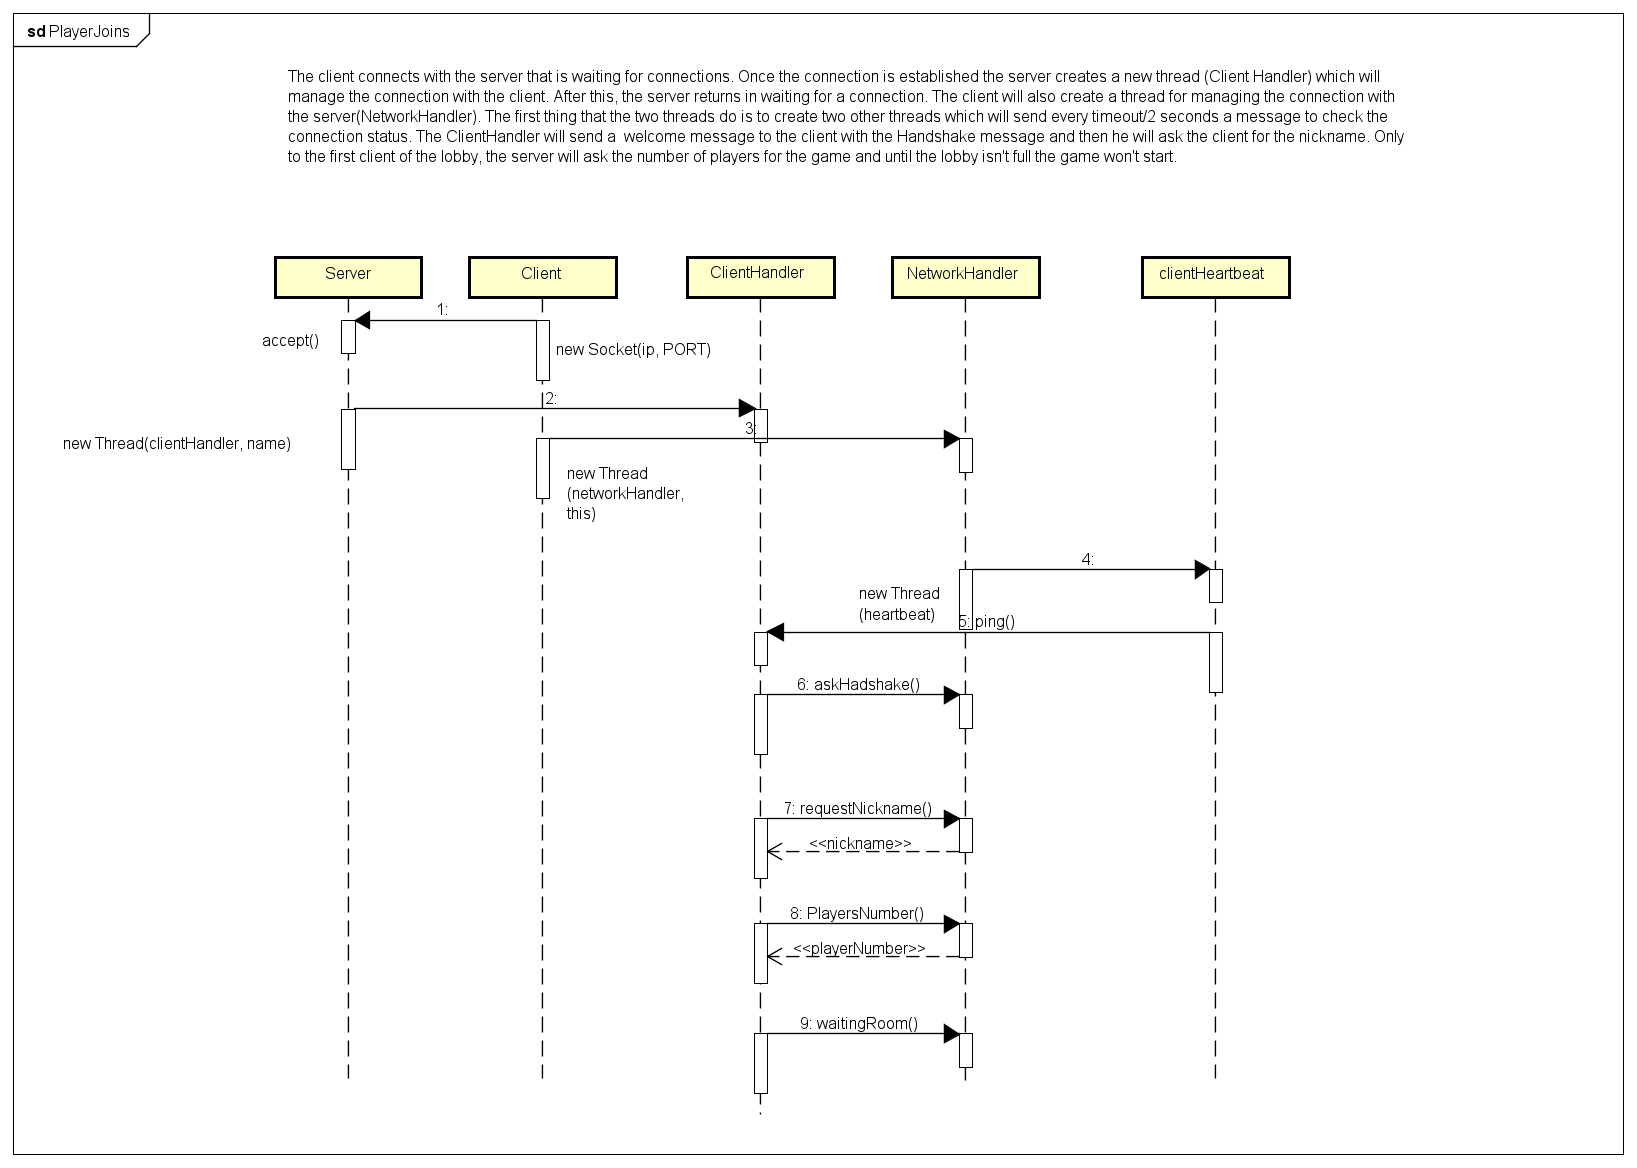 sd PlayerJoins
The client connects with the server that is waiting for connections. Once the connection is established the server creates a new thread (Client Handler) which will
manage the connection with the client. After this, the server returns in waiting for a connection. The client will also create a thread for managing the connection with
the server(NetworkHandler). The first thing that the two threads do is to create two other threads which will send every timeout/2 seconds a message to check the
connection status. The ClientHandler will send a  welcome message to the client with the Handshake message and then he will ask the client for the nickname. Only
to the first client of the lobby, the server will ask the number of players for the game and until the lobby isn't full the game won't start.
Server
Client
ClientHandler
NetworkHandler
clientHeartbeat
1:
accept()
new Socket(ip, PORT)
2:
3:
new Thread(clientHandler, name)
new Thread
(networkHandler,
this)
4:
new Thread
(heartbeat)
5: ping()
6: askHadshake()
7: requestNickname()
<<nickname>>
8: PlayersNumber()
<<playerNumber>>
9: waitingRoom()